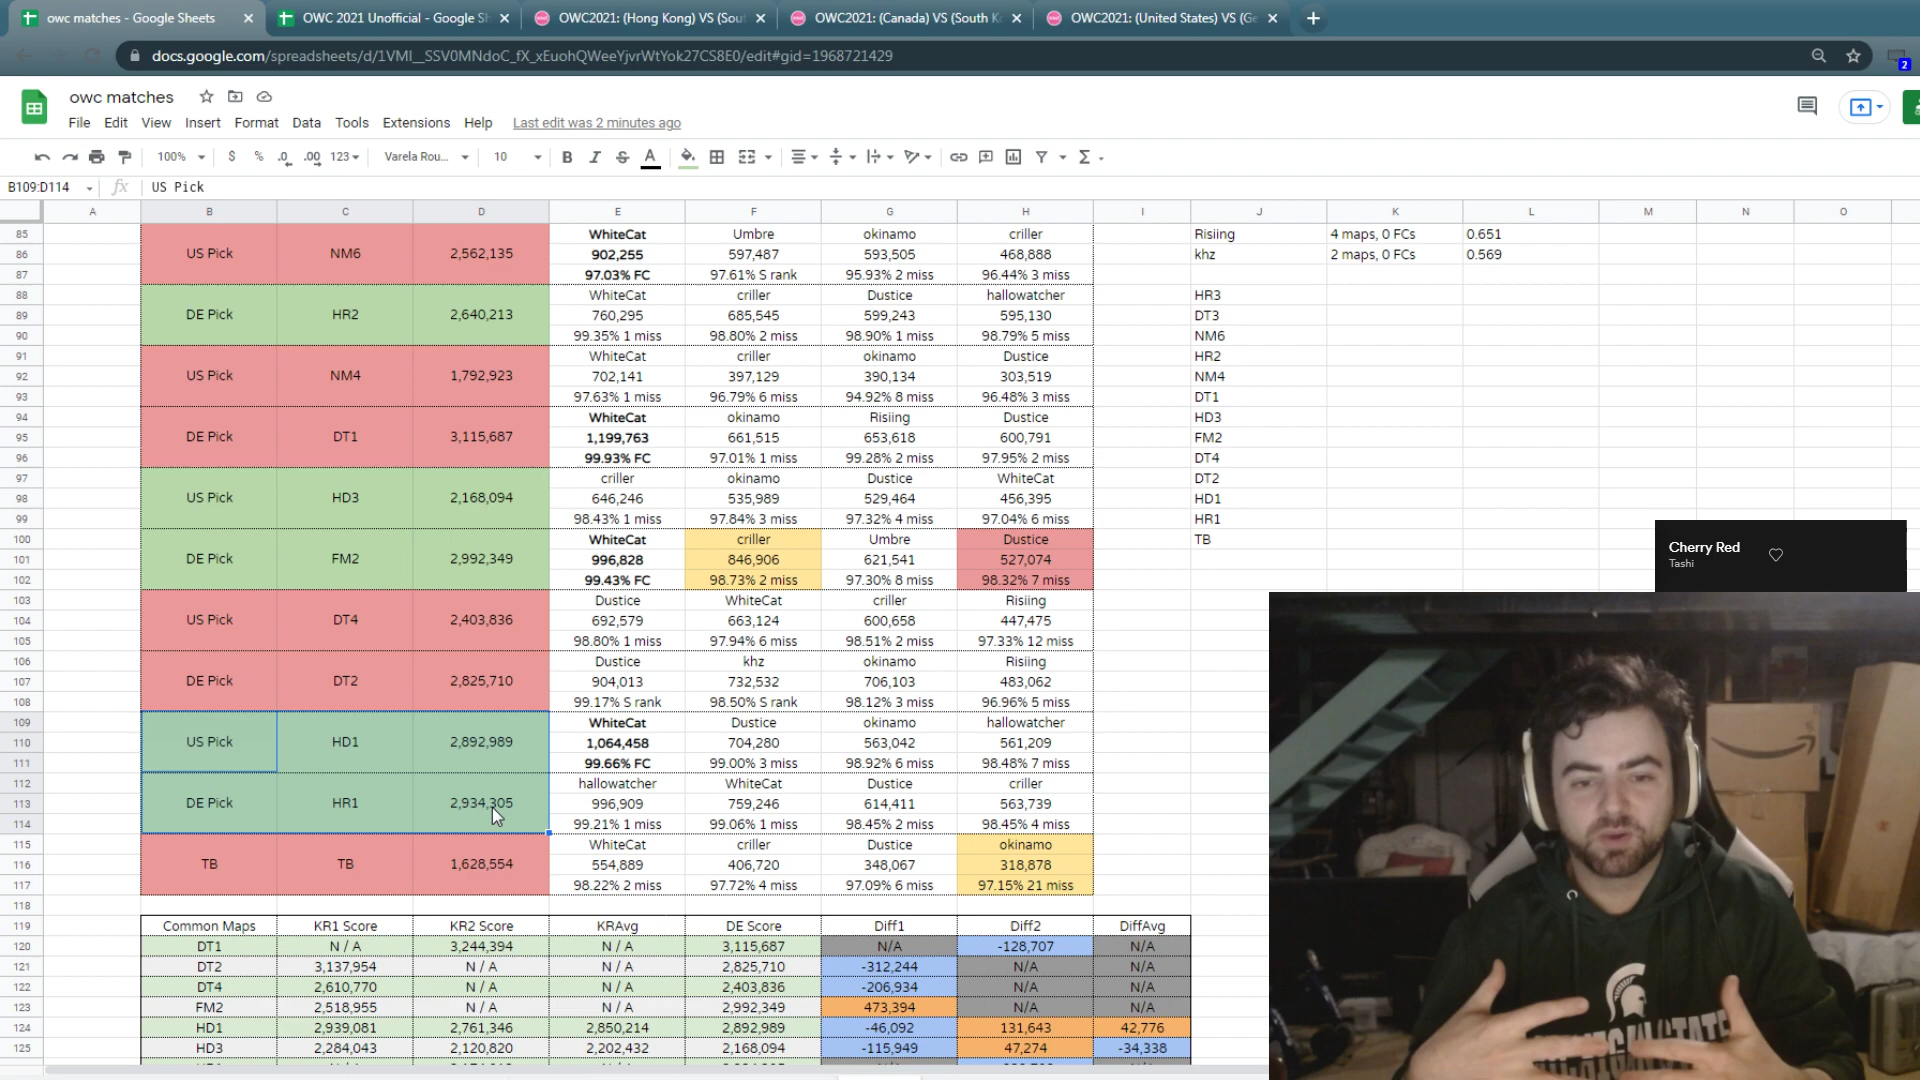 owc matches - Google Sheets
OWC 2021 Unofficial - Google Sh
OWC2021: (Hong Kong) VS (Sou
OWC2021: (Canada) VS (South K
OWC2021: (United States) VS (Ge
docs.google.com/spreadsheets/d/1VMI__SSV0MNdoC_fX_xEuohQWeeYjvrWtYok27CS8E0/edit#gid=1968721429
2
owc matches
File Edit View Insert Format Data Tools Extensions Help Last edit was 2 minutes ago
100% $ % .0 .00 123 Varela Rou... 10 B I S A
B109:D114 fx US Pick
A B C D E F G H I J K L M N O
85 WhiteCat Umbre okinamo criller Risiing 4 maps, 0 FCs 0.651
86 US Pick NM6 2,562,135 902,255 597,487 593,505 468,888 khz 2 maps, 0 FCs 0.569
87 97.03% FC 97.61% S rank 95.93% 2 miss 96.44% 3 miss
88 WhiteCat criller Dustice hallowatcher HR3
89 DE Pick HR2 2,640,213 760,295 685,545 599,243 595,130 DT3
90 99.35% 1 miss 98.80% 2 miss 98.90% 1 miss 98.79% 5 miss NM6
91 WhiteCat criller okinamo Dustice HR2
92 US Pick NM4 1,792,923 702,141 397,129 390,134 303,519 NM4
93 97.63% 1 miss 96.79% 6 miss 94.92% 8 miss 96.48% 3 miss DT1
94 WhiteCat okinamo Risiing Dustice HD3
95 DE Pick DT1 3,115,687 1,199,763 661,515 653,618 600,791 FM2
96 99.93% FC 97.01% 1 miss 99.28% 2 miss 97.95% 2 miss DT4
97 criller okinamo Dustice WhiteCat DT2
98 US Pick HD3 2,168,094 646,246 535,989 529,464 456,395 HD1
99 98.43% 1 miss 97.84% 3 miss 97.32% 4 miss 97.04% 6 miss HR1
100 WhiteCat criller Umbre Dustice TB
101 DE Pick FM2 2,992,349 996,828 846,906 621,541 527,074
102 99.43% FC 98.73% 2 miss 97.30% 8 miss 98.32% 7 miss
103 Dustice WhiteCat criller Risiing
104 US Pick DT4 2,403,836 692,579 663,124 600,658 447,475
105 98.80% 1 miss 97.94% 6 miss 98.51% 2 miss 97.33% 12 miss
106 Dustice khz okinamo Risiing
107 DE Pick DT2 2,825,710 904,013 732,532 706,103 483,062
108 99.17% S rank 98.50% S rank 98.12% 3 miss 96.96% 5 miss
109 WhiteCat Dustice okinamo hallowatcher
110 US Pick HD1 2,892,989 1,064,458 704,280 563,042 561,209
111 99.66% FC 99.00% 3 miss 98.92% 6 miss 98.48% 7 miss
112 hallowatcher WhiteCat Dustice criller
113 DE Pick HR1 2,934,305 996,909 759,246 614,411 563,739
114 99.21% 1 miss 99.06% 1 miss 98.45% 2 miss 98.45% 4 miss
115 WhiteCat criller Dustice okinamo
116 TB TB 1,628,554 554,889 406,720 348,067 318,878
117 98.22% 2 miss 97.72% 4 miss 97.09% 6 miss 97.15% 21 miss
118
119 Common Maps KR1 Score KR2 Score KRAvg DE Score Diff1 Diff2 DiffAvg
120 DT1 N / A 3,244,394 N / A 3,115,687 N/A -128,707 N/A
121 DT2 3,137,954 N / A N / A 2,825,710 -312,244 N/A N/A
122 DT4 2,610,770 N / A N / A 2,403,836 -206,934 N/A N/A
123 FM2 2,518,955 N / A N / A 2,992,349 473,394 N/A N/A
124 HD1 2,939,081 2,761,346 2,850,214 2,892,989 -46,092 131,643 42,776
125 HD3 2,284,043 2,120,820 2,202,432 2,168,094 -115,949 47,274 -34,338
Cherry Red
Tashi